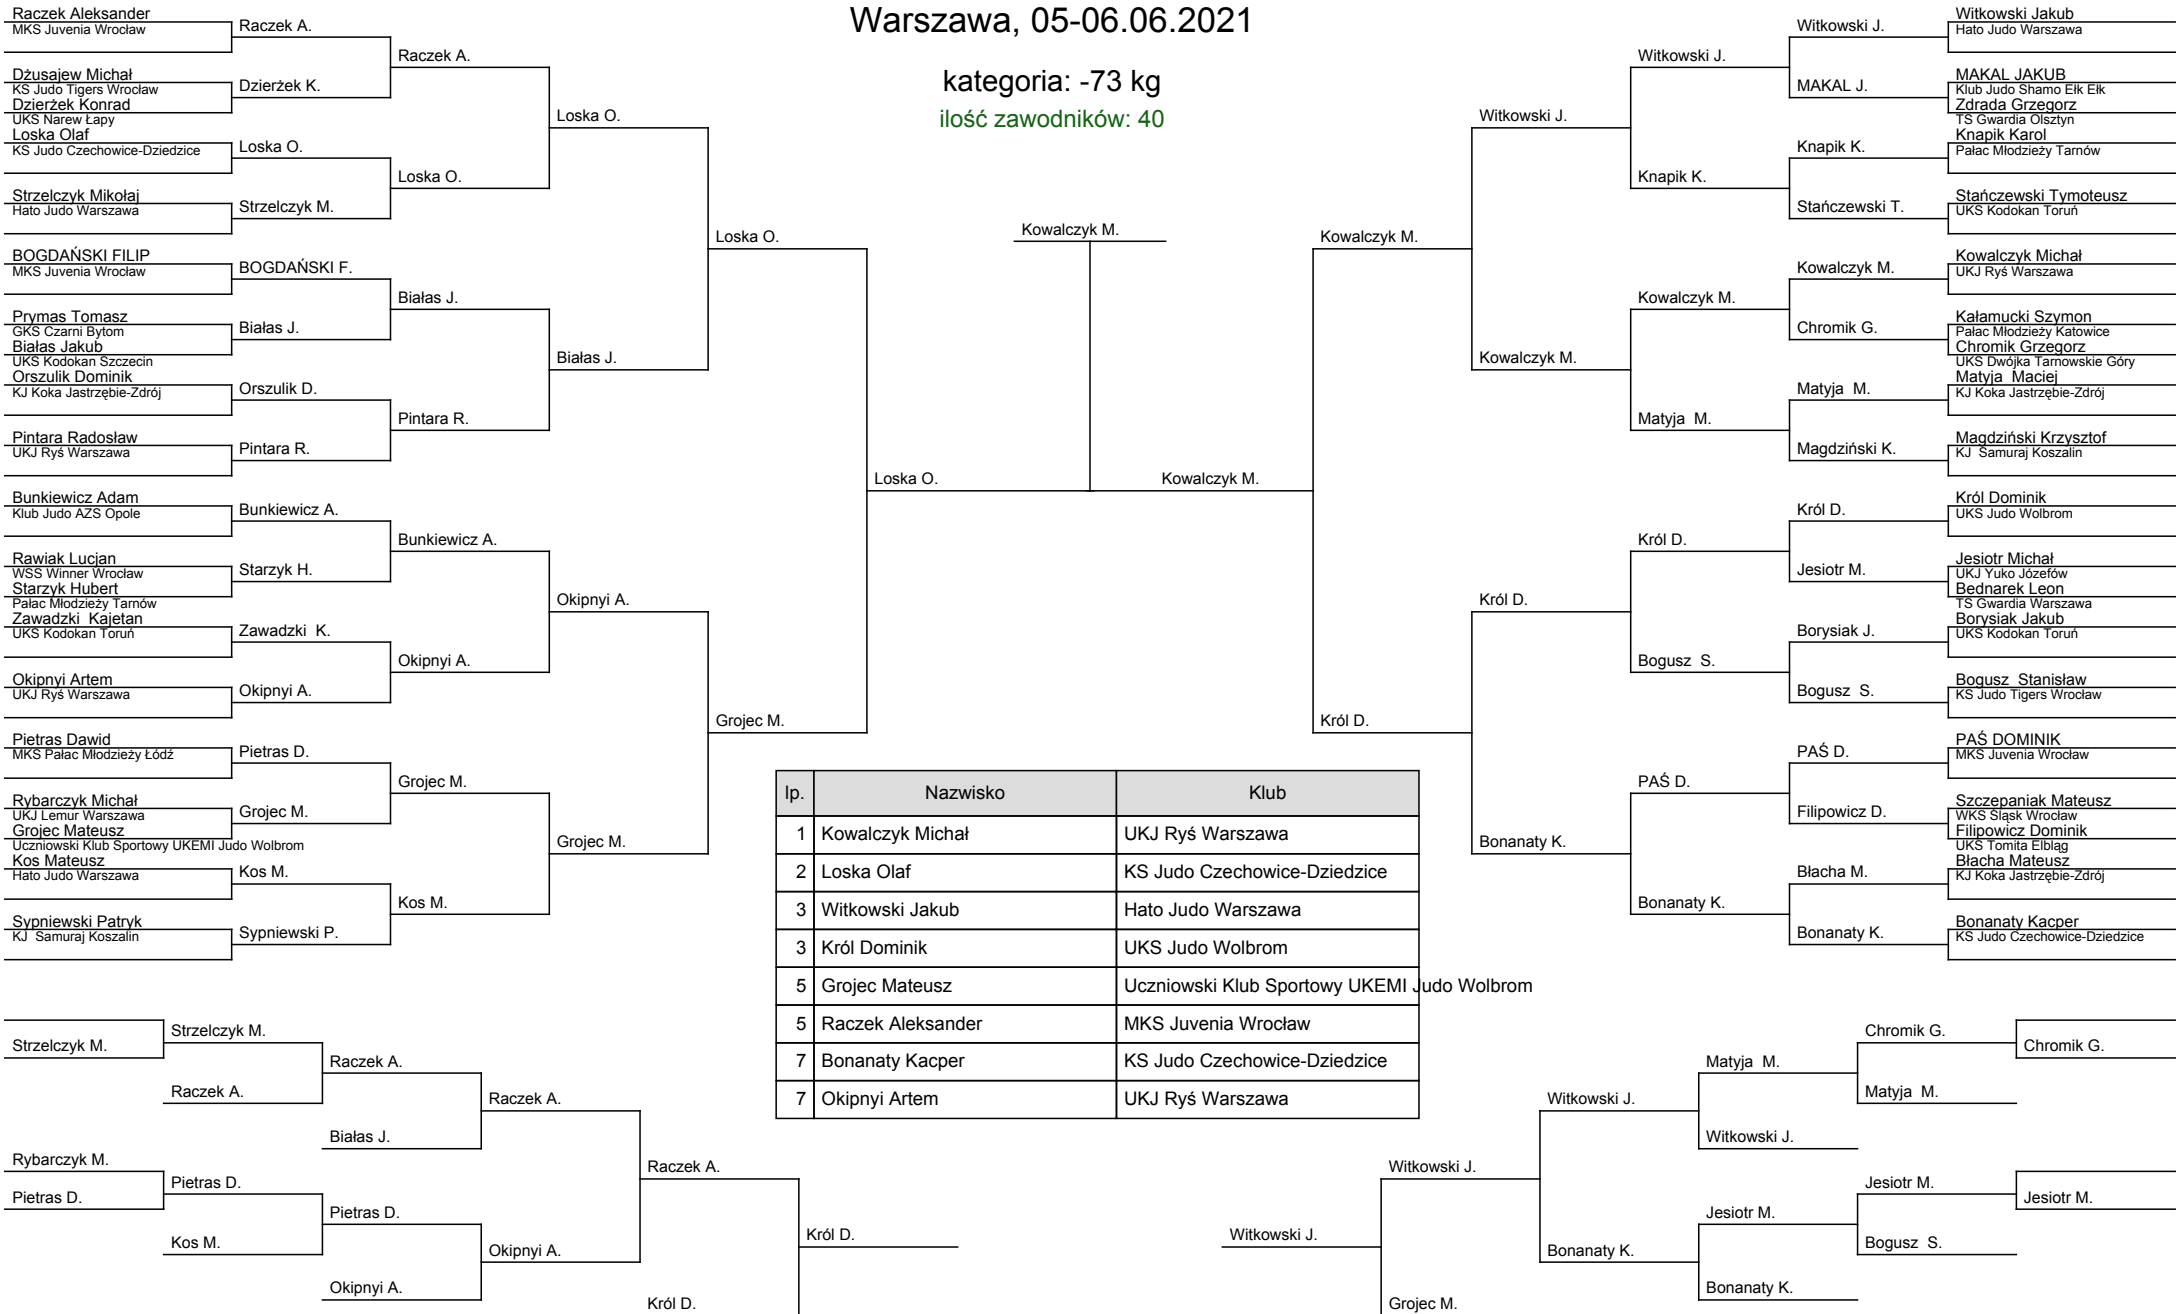 Warszawa, 05-06.06.2021
kategoria: -73 kg
ilość zawodników: 40
Raczek Aleksander
MKS Juvenia Wrocław
Dżusajew Michał
KS Judo Tigers Wrocław
Dzierżek Konrad
UKS Narew Łapy
Loska Olaf
KS Judo Czechowice-Dziedzice
Strzelczyk Mikołaj
Hato Judo Warszawa
BOGDAŃSKI FILIP
MKS Juvenia Wrocław
Prymas Tomasz
GKS Czarni Bytom
Białas Jakub
UKS Kodokan Szczecin
Orszulik Dominik
KJ Koka Jastrzębie-Zdrój
Pintara Radosław
UKJ Ryś Warszawa
Bunkiewicz Adam
Klub Judo AZS Opole
Rawiak Lucjan
WSS Winner Wrocław
Starzyk Hubert
Pałac Młodzieży Tarnów
Zawadzki  Kajetan
UKS Kodokan Toruń
Okipnyi Artem
UKJ Ryś Warszawa
Pietras Dawid
MKS Pałac Młodzieży Łódź
Rybarczyk Michał
UKJ Lemur Warszawa
Grojec Mateusz
Uczniowski Klub Sportowy UKEMI Judo Wolbrom
Kos Mateusz
Hato Judo Warszawa
Sypniewski Patryk
KJ  Samuraj Koszalin
Raczek A.
Dzierżek K.
Loska O.
Strzelczyk M.
BOGDAŃSKI F.
Białas J.
Orszulik D.
Pintara R.
Bunkiewicz A.
Starzyk H.
Zawadzki  K.
Okipnyi A.
Pietras D.
Grojec M.
Kos M.
Sypniewski P.
Raczek A.
Loska O.
Białas J.
Pintara R.
Bunkiewicz A.
Okipnyi A.
Grojec M.
Kos M.
Loska O.
Białas J.
Okipnyi A.
Grojec M.
Loska O.
Grojec M.
Loska O.
Kowalczyk M.
Kowalczyk M.
Kowalczyk M.
Król D.
Witkowski J.
Kowalczyk M.
Król D.
Bonanaty K.
Witkowski J.
Knapik K.
Kowalczyk M.
Matyja  M.
Król D.
Bogusz  S.
PAŚ D.
Bonanaty K.
Witkowski J.
MAKAL J.
Knapik K.
Stańczewski T.
Kowalczyk M.
Chromik G.
Matyja  M.
Magdziński K.
Król D.
Jesiotr M.
Borysiak J.
Bogusz  S.
PAŚ D.
Filipowicz D.
Błacha M.
Bonanaty K.
Witkowski Jakub
Hato Judo Warszawa
MAKAL JAKUB
Klub Judo Shamo Ełk Ełk
Zdrada Grzegorz
TS Gwardia Olsztyn
Knapik Karol
Pałac Młodzieży Tarnów
Stańczewski Tymoteusz
UKS Kodokan Toruń
Kowalczyk Michał
UKJ Ryś Warszawa
Kałamucki Szymon
Pałac Młodzieży Katowice
Chromik Grzegorz
UKS Dwójka Tarnowskie Góry
Matyja  Maciej
KJ Koka Jastrzębie-Zdrój
Magdziński Krzysztof
KJ  Samuraj Koszalin
Król Dominik
UKS Judo Wolbrom
Jesiotr Michał
UKJ Yuko Józefów
Bednarek Leon
TS Gwardia Warszawa
Borysiak Jakub
UKS Kodokan Toruń
Bogusz  Stanisław
KS Judo Tigers Wrocław
PAŚ DOMINIK
MKS Juvenia Wrocław
Szczepaniak Mateusz
WKS Śląsk Wrocław
Filipowicz Dominik
UKS Tomita Elbląg
Błacha Mateusz
KJ Koka Jastrzębie-Zdrój
Bonanaty Kacper
KS Judo Czechowice-Dziedzice
lp. Nazwisko Klub
1 Kowalczyk Michał UKJ Ryś Warszawa
2 Loska Olaf KS Judo Czechowice-Dziedzice
3 Witkowski Jakub Hato Judo Warszawa
3 Król Dominik UKS Judo Wolbrom
5 Grojec Mateusz Uczniowski Klub Sportowy UKEMI Judo Wolbrom
5 Raczek Aleksander MKS Juvenia Wrocław
7 Bonanaty Kacper KS Judo Czechowice-Dziedzice
7 Okipnyi Artem UKJ Ryś Warszawa
Strzelczyk M.
Rybarczyk M.
Pietras D.
Strzelczyk M.
Raczek A.
Pietras D.
Kos M.
Raczek A.
Białas J.
Pietras D.
Okipnyi A.
Raczek A.
Okipnyi A.
Raczek A.
Król D.
Król D.
Witkowski J.
Witkowski J.
Grojec M.
Witkowski J.
Bonanaty K.
Matyja  M.
Witkowski J.
Jesiotr M.
Bonanaty K.
Chromik G.
Matyja  M.
Jesiotr M.
Bogusz  S.
Chromik G.
Jesiotr M.